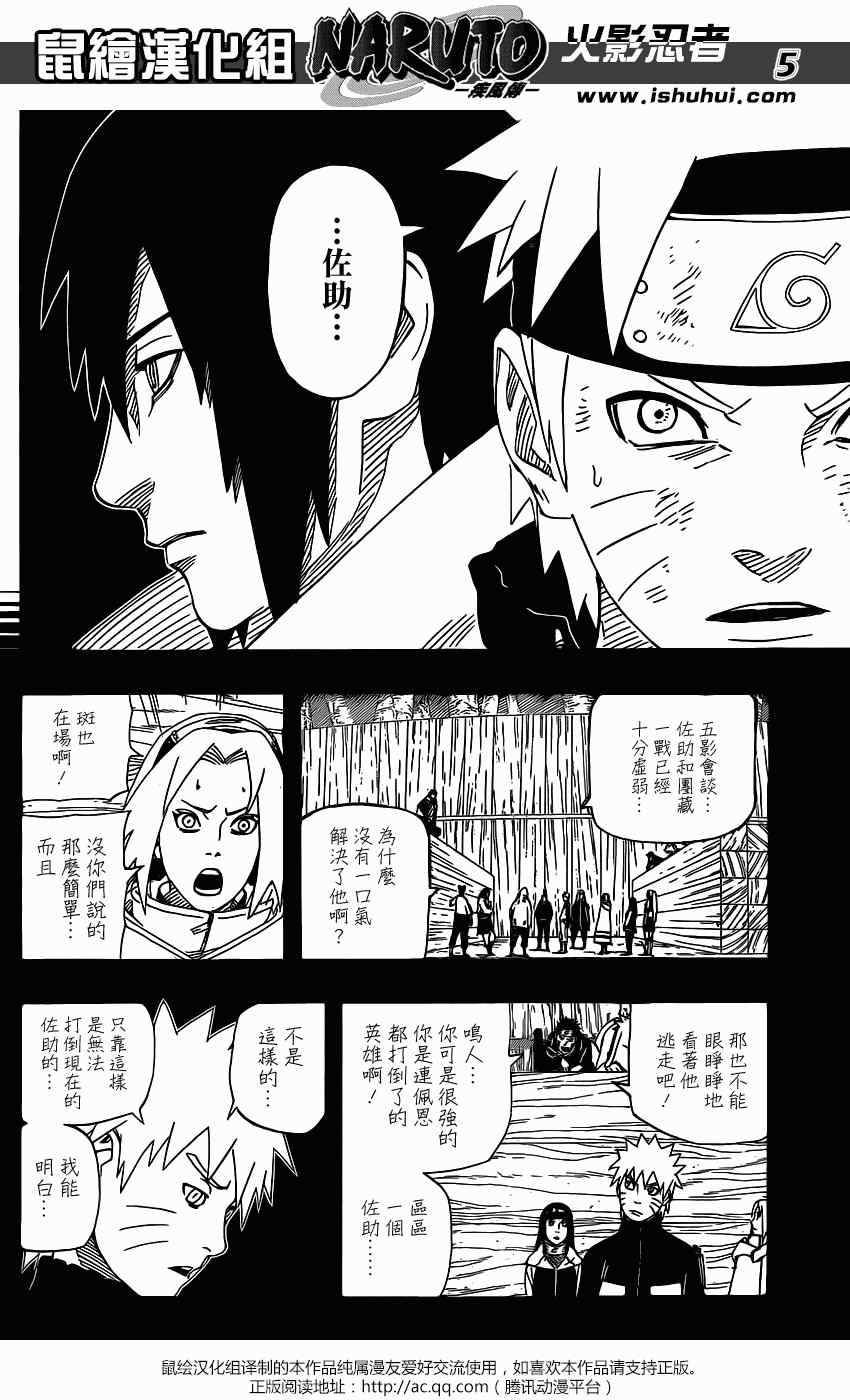 鼠繪漢化組
NARUTO
－疾風傳－
火影忍者
5
www.ishuhui.com
…佐助…
五影會談…
佐助和團藏
一戰已經
十分虛弱…
為什麼
沒有一口氣
解決了他啊?
斑也
在場啊!
沒你們說的
那麼簡單…
而且
那也不能
眼睜睜地
看著他
逃走吧!
鳴人…
你可是很強的
你是連佩恩
都打倒了的
英雄啊!
區區
一個
佐助……
不是
這樣的…
只靠這樣
是無法
打倒現在的
佐助的…
我能
明白…
鼠绘汉化组译制的本作品纯属漫友爱好交流使用，如喜欢本作品请支持正版。
正版阅读地址：http://ac.qq.com（腾讯动漫平台）